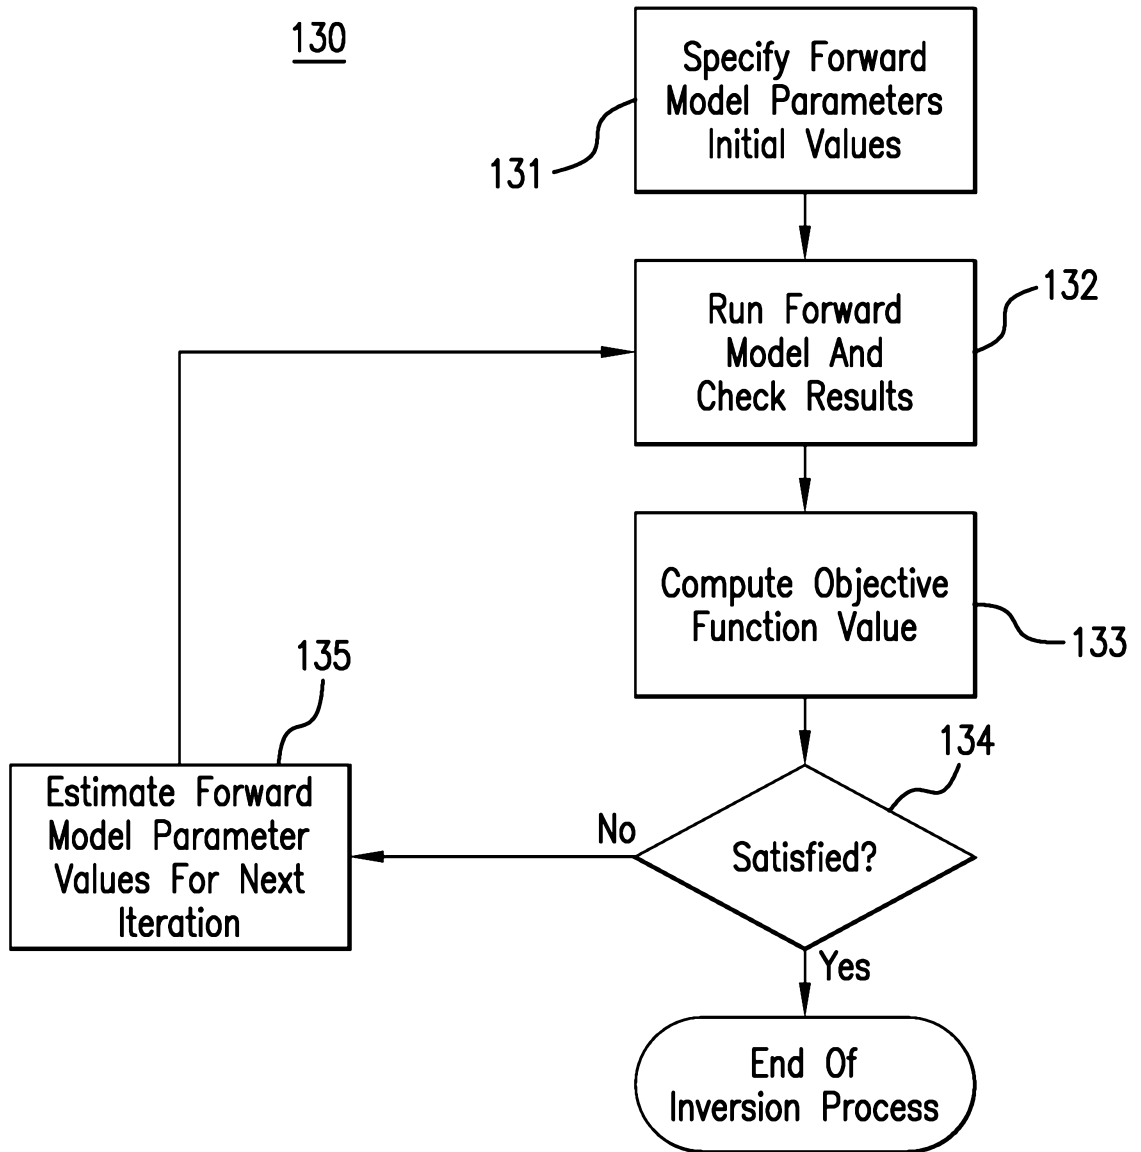 130
Specify Forward
Model Parameters
Initial Values
131
Run Forward
Model And
Check Results
132
Compute Objective
Function Value
133
134
Satisfied?
No
Yes
135
Estimate Forward
Model Parameter
Values For Next
Iteration
End Of
Inversion Process